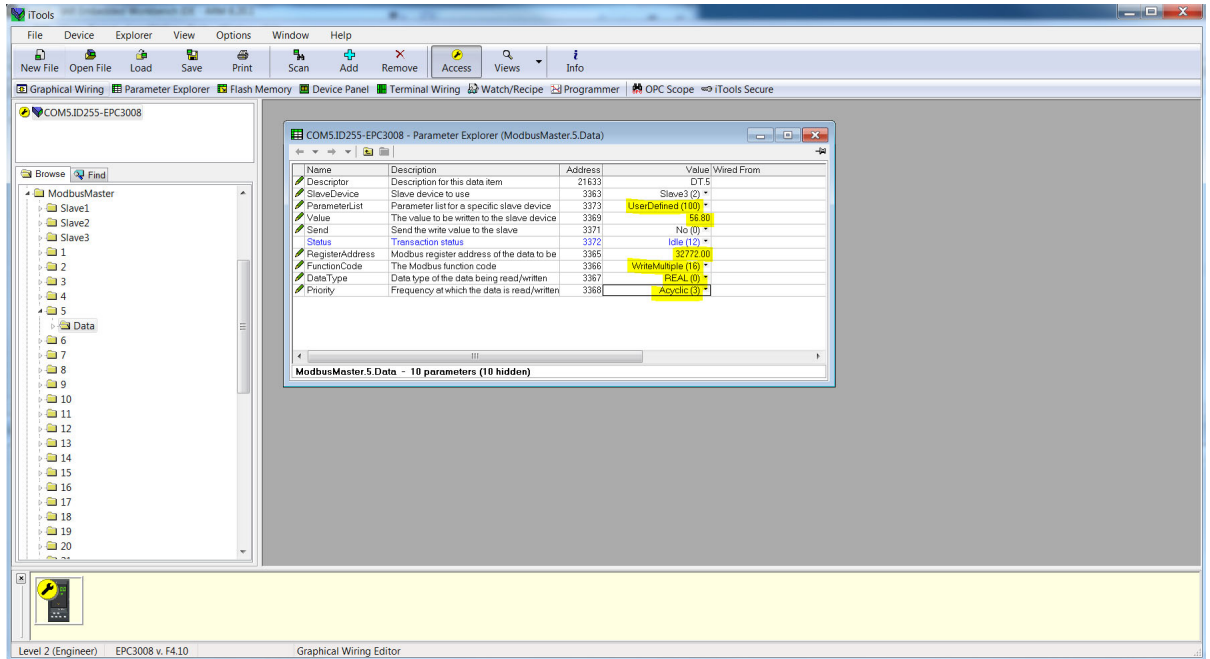 iTools
File Device Explorer View Options Window Help
New File Open File Load Save Print Scan Add Remove Access Views Info
Graphical Wiring Parameter Explorer Flash Memory Device Panel Terminal Wiring Watch/Recipe Programmer OPC Scope iTools Secure
COM5.ID255-EPC3008
Browse Find
ModbusMaster
Slave1
Slave2
Slave3
1
2
3
4
5
Data
6
7
8
9
10
11
12
13
14
15
16
17
18
19
20
COM5.ID255-EPC3008 - Parameter Explorer (ModbusMaster.5.Data)
Name Description Address Value Wired From
Descriptor Description for this data item 21633 DT.5
SlaveDevice Slave device to use 3363 Slave3 (2)
ParameterList Parameter list for a specific slave device 3373 UserDefined (100)
Value The value to be written to the slave device 3369 56.80
Send Send the write value to the slave 3371 No (0)
Status Transaction status 3372 Idle (12)
RegisterAddress Modbus register address of the data to be 3365 32772.00
FunctionCode The Modbus function code 3366 WriteMultiple (16)
DataType Data type of the data being read/written 3367 REAL (0)
Priority Frequency at which the data is read/written 3368 Acyclic (3)
ModbusMaster.5.Data - 10 parameters (10 hidden)
Level 2 (Engineer) EPC3008 v. F4.10 Graphical Wiring Editor